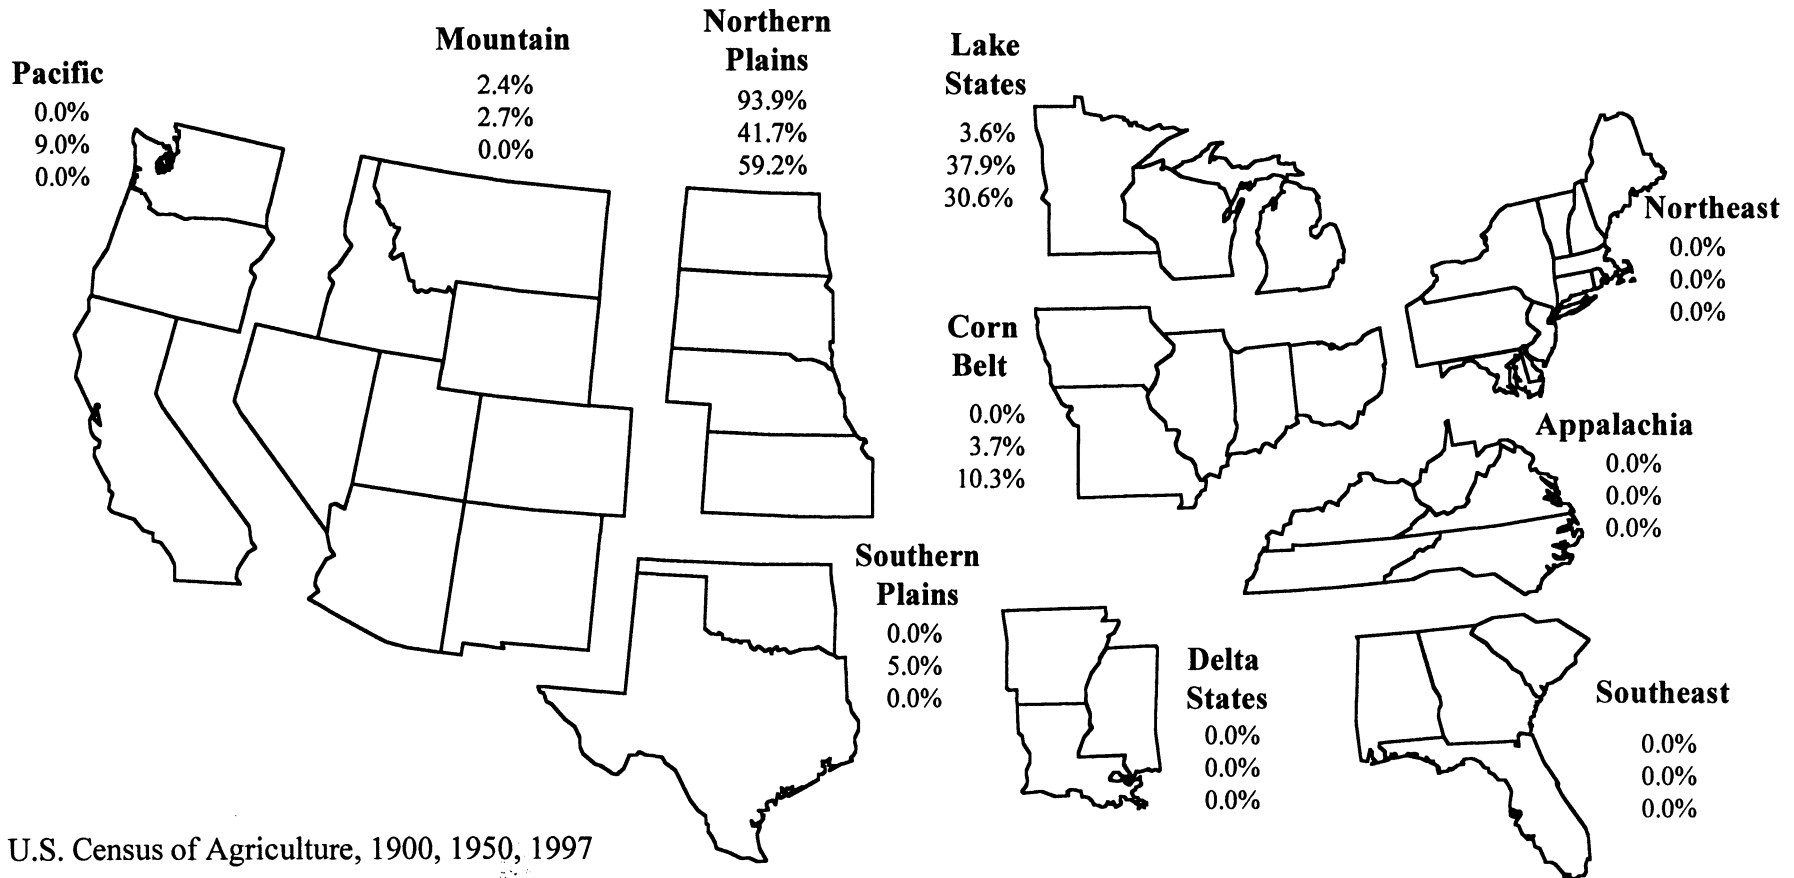 Pacific
0.0%
9.0%
0.0%
Mountain
2.4%
2.7%
0.0%
Northern
Plains
93.9%
41.7%
59.2%
Lake
States
3.6%
37.9%
30.6%
Northeast
0.0%
0.0%
0.0%
Corn
Belt
0.0%
3.7%
10.3%
Appalachia
0.0%
0.0%
0.0%
Southern
Plains
0.0%
5.0%
0.0%
Delta
States
0.0%
0.0%
0.0%
Southeast
0.0%
0.0%
0.0%
U.S. Census of Agriculture, 1900, 1950, 1997